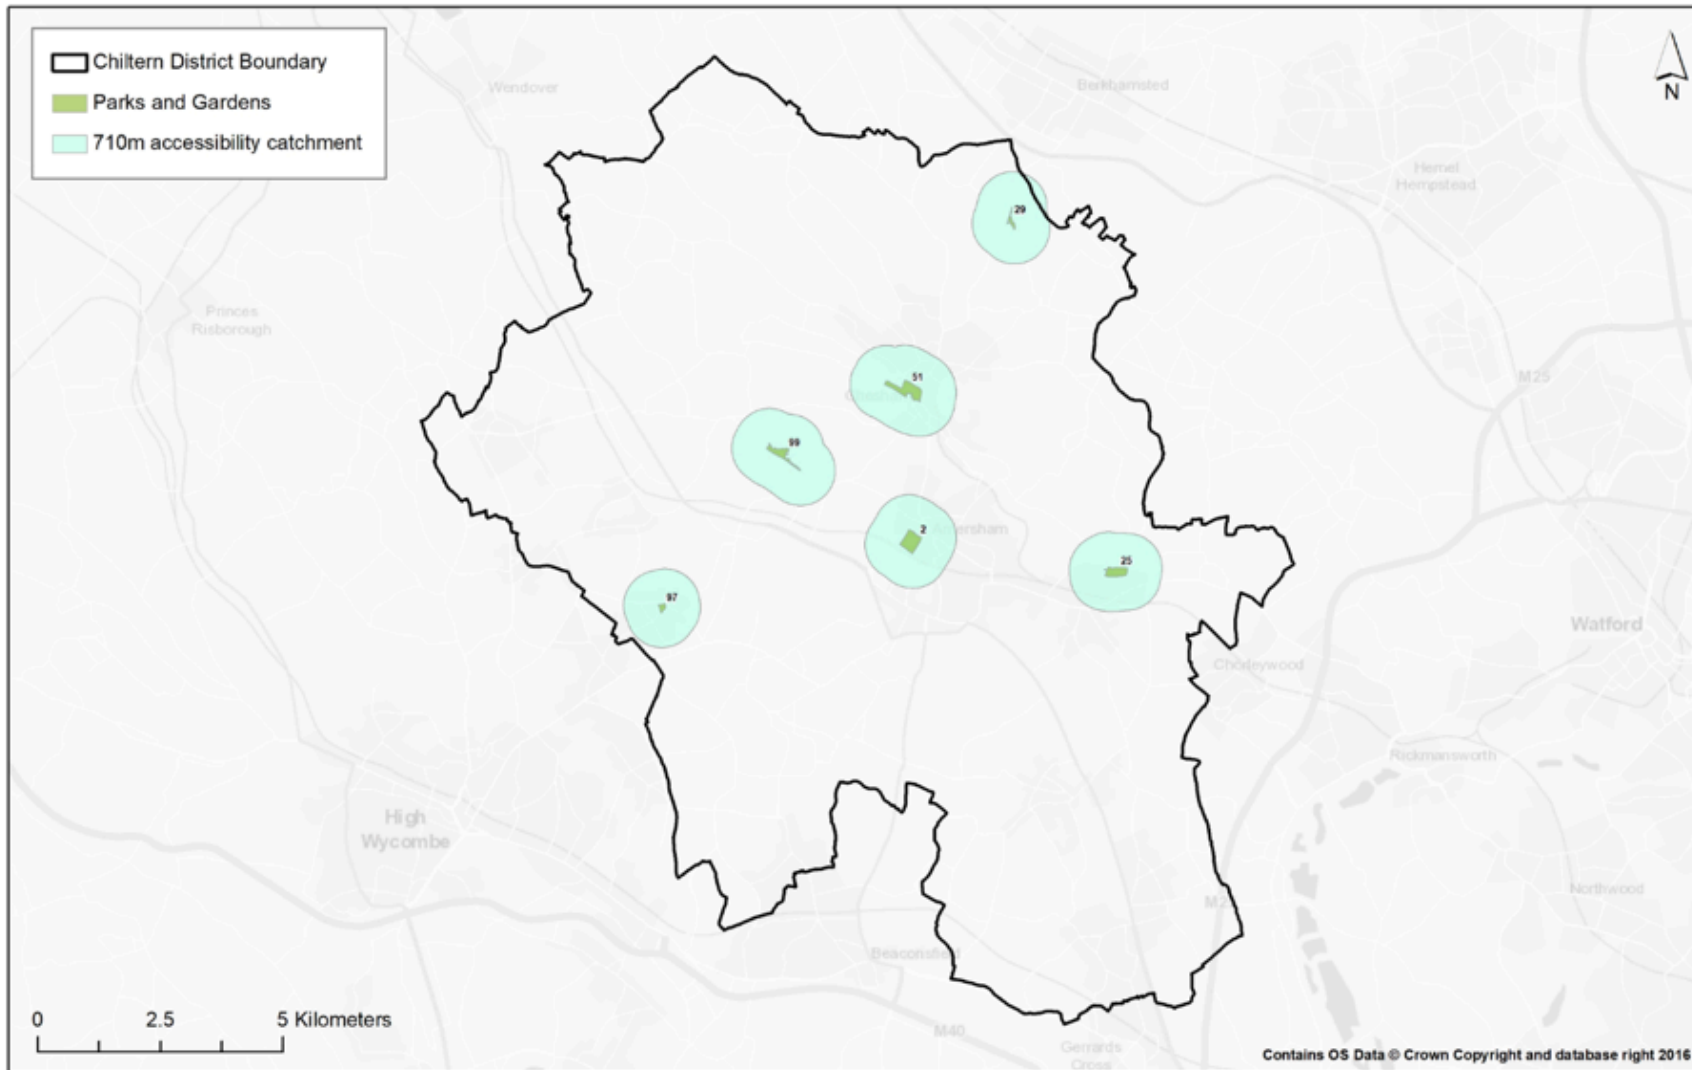 Chiltern District Boundary
Parks and Gardens
710m accessibility catchment
N
Wendover
Berkhamsted
Hemel
Hempstead
29
Princes
Risborough
M25
51
99
2
Amersham
25
97
Watford
Chorleywood
Rickmansworth
High
Wycombe
Northwood
Beaconsfield
M40
Gerrards
Cross
0 2.5 5 Kilometers
Contains OS Data © Crown Copyright and database right 2016